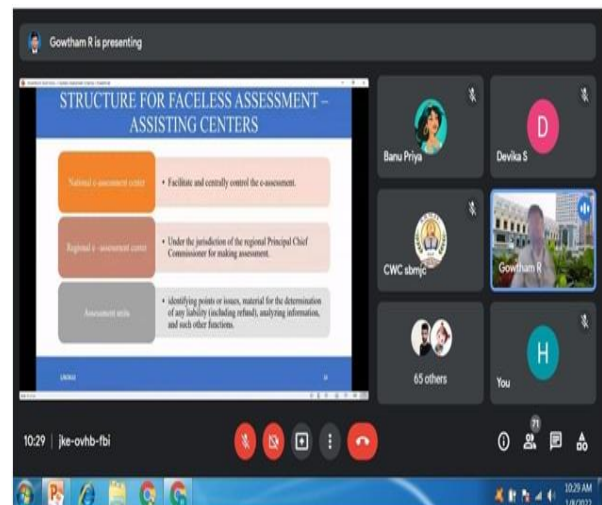 Gowtham R is presenting
STRUCTURE FOR FACELESS ASSESSMENT –
ASSISTING CENTERS
National e-assessment center
• Facilitate and centrally control the e-assessment.
Regional e - assessment center
• Under the jurisdiction of the regional Principal Chief
Commissioner for making assessment.
Assessment units
• identifying points or issues, material for the determination
of any liability (including refund), analyzing information,
and such other functions.
Banu Priya
D
Devika S
CWC sbmjc
Gowtham R
65 others
H
You
10:29 | jke-ovhb-fbi
71
10:29 AM
1/8/2022